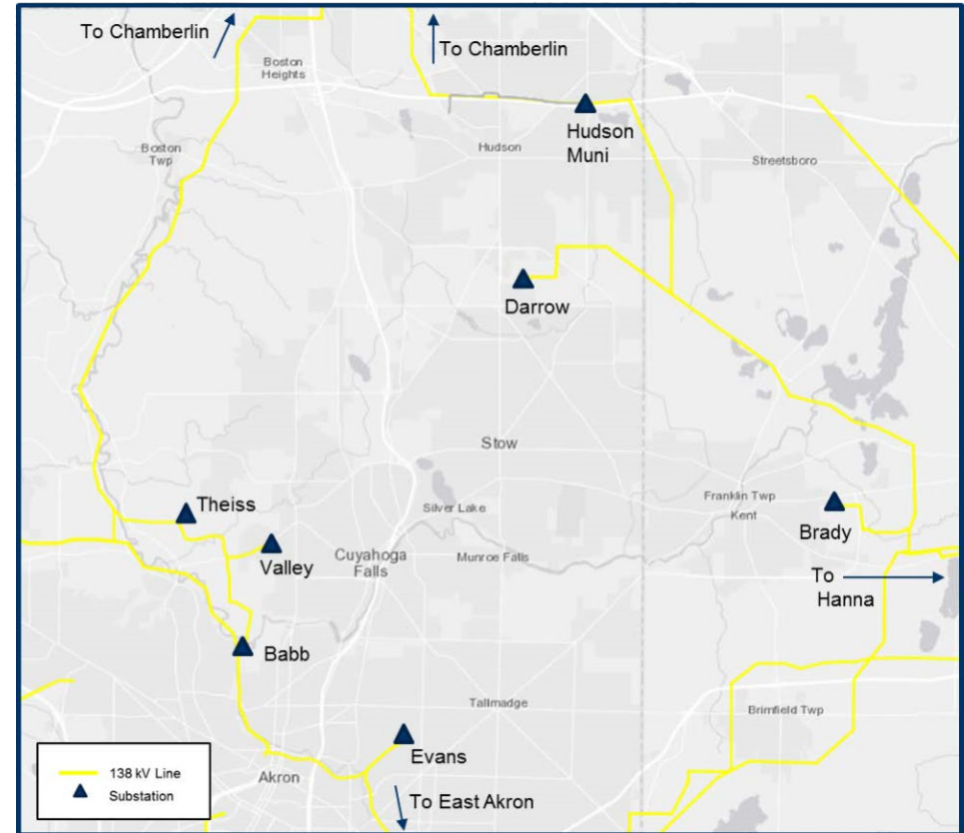 To Chamberlin
To Chamberlin
Boston
Heights
Hudson
Muni
Boston
Twp
Hudson
Streetsboro
Darrow
Stow
Theiss
Silver Lake
Franklin Twp
Kent
Brady
Valley
Cuyahoga
Falls
Munroe Falls
To
Hanna
Babb
Tallmadge
Brimfield Twp
Evans
138 kV Line
Substation
Akron
To East Akron